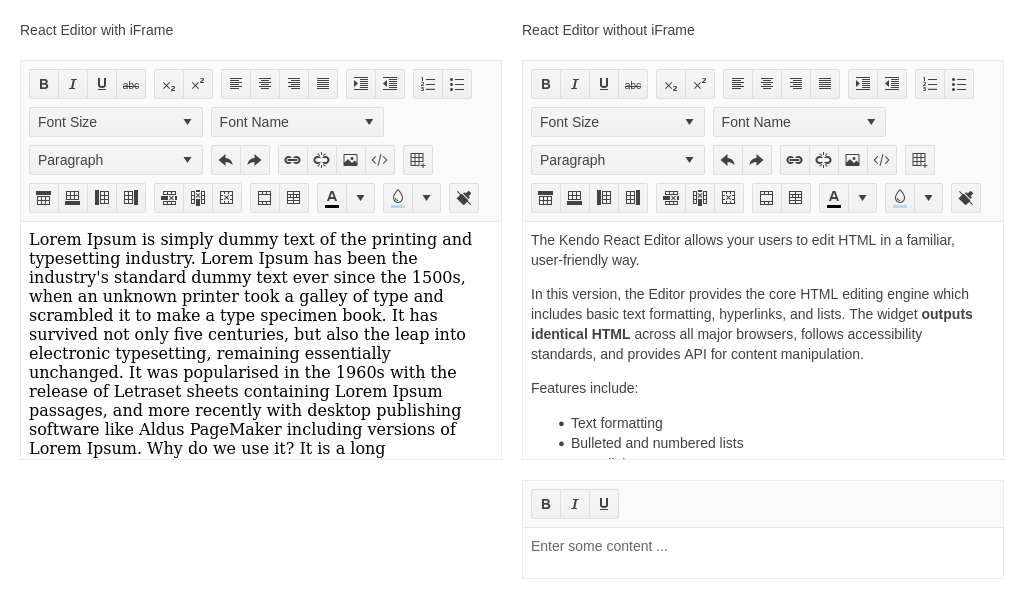 React Editor with iFrame
B I U abc
Font Size Font Name
Paragraph
A
Lorem Ipsum is simply dummy text of the printing and
typesetting industry. Lorem Ipsum has been the
industry's standard dummy text ever since the 1500s,
when an unknown printer took a galley of type and
scrambled it to make a type specimen book. It has
survived not only five centuries, but also the leap into
electronic typesetting, remaining essentially
unchanged. It was popularised in the 1960s with the
release of Letraset sheets containing Lorem Ipsum
passages, and more recently with desktop publishing
software like Aldus PageMaker including versions of
Lorem Ipsum. Why do we use it? It is a long
React Editor without iFrame
B I U abc
Font Size Font Name
Paragraph
A
The Kendo React Editor allows your users to edit HTML in a familiar,
user-friendly way.
In this version, the Editor provides the core HTML editing engine which
includes basic text formatting, hyperlinks, and lists. The widget outputs
identical HTML across all major browsers, follows accessibility
standards, and provides API for content manipulation.
Features include:
• Text formatting
• Bulleted and numbered lists
B I U
Enter some content ...